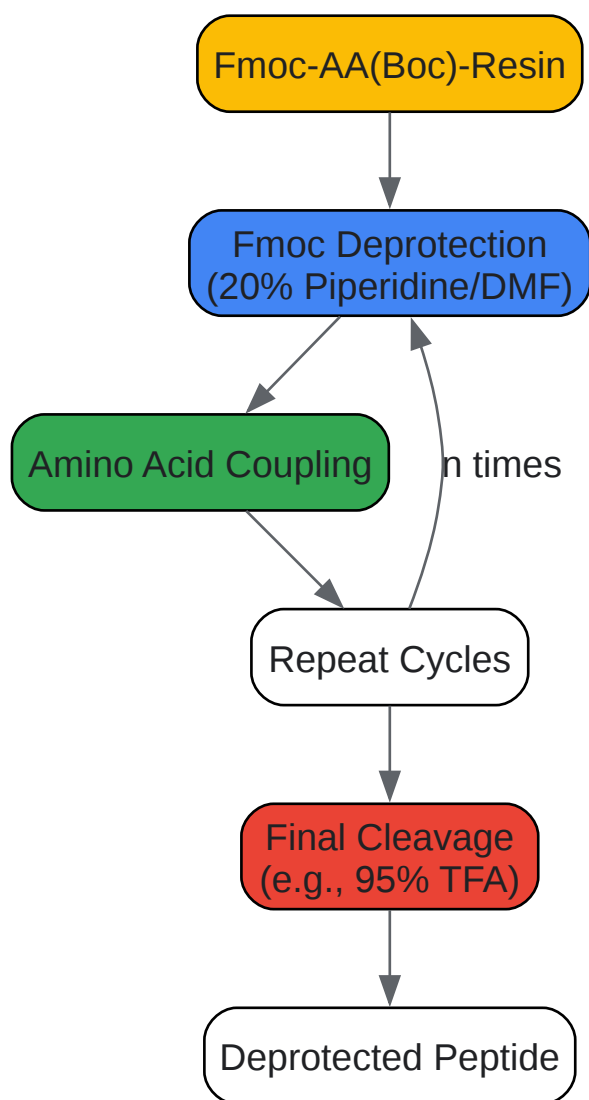 Fmoc-AA(Boc)-Resin
Fmoc Deprotection
(20% Piperidine/DMF)
Amino Acid Coupling
n times
Repeat Cycles
Final Cleavage
(e.g., 95% TFA)
Deprotected Peptide